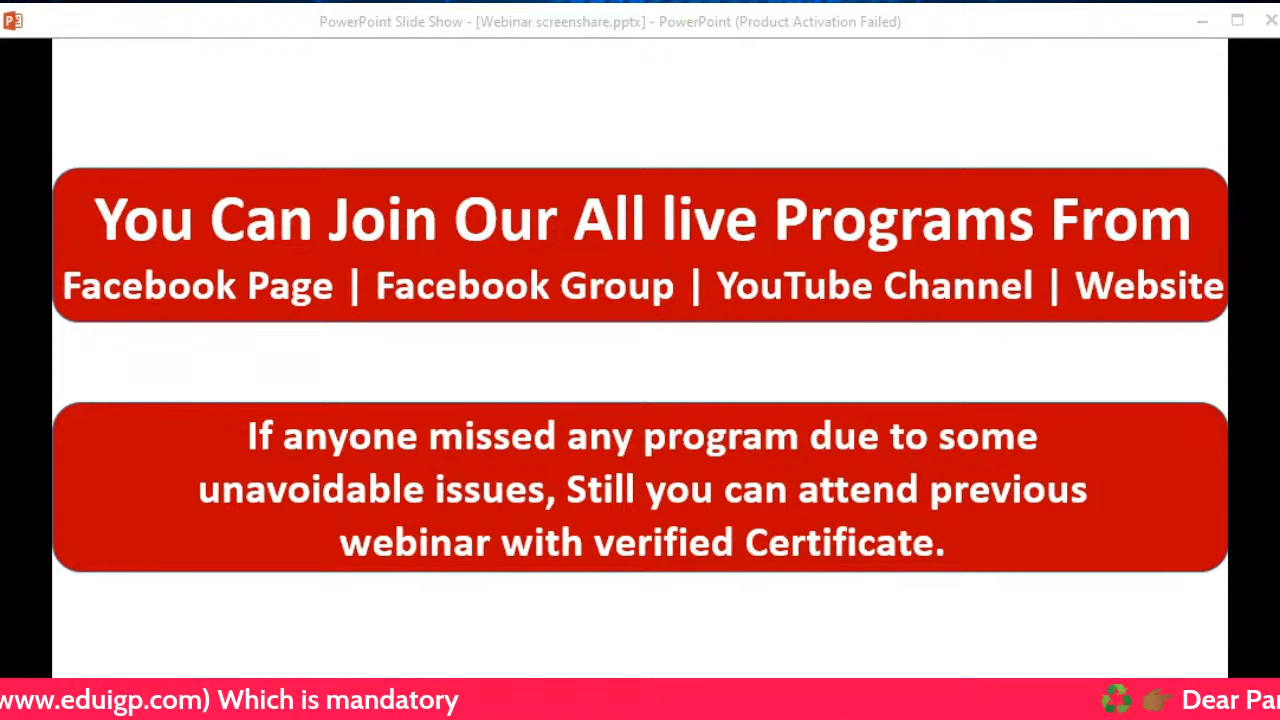 PowerPoint Slide Show - [Webinar screenshare.pptx] - PowerPoint (Product Activation Failed)
You Can Join Our All live Programs From
Facebook Page | Facebook Group | YouTube Channel | Website
If anyone missed any program due to some
unavoidable issues, Still you can attend previous
webinar with verified Certificate.
www.eduigp.com) Which is mandatory
Dear